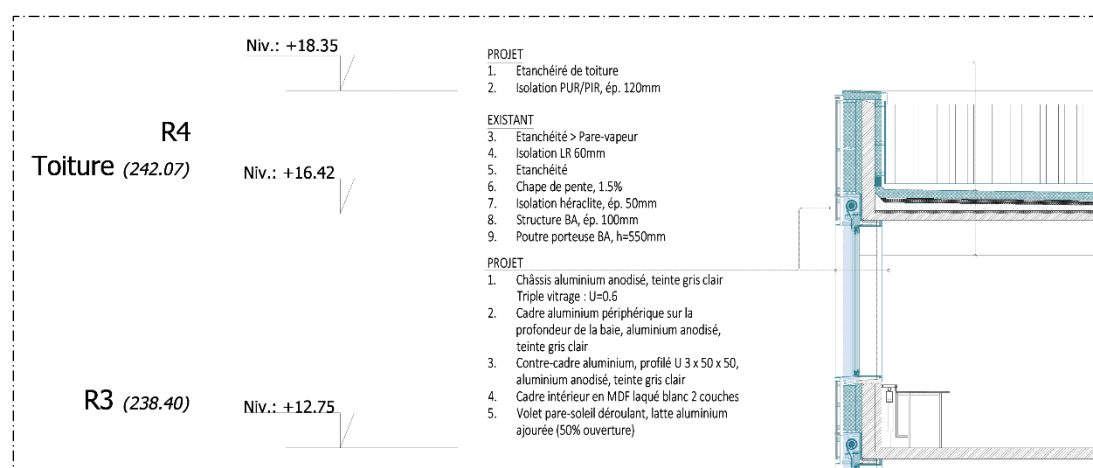 Niv.: +18.35
R4
Toiture (242.07)
Niv.: +16.42
R3 (238.40)
Niv.: +12.75
PROJET
1. Etanchéiré de toiture
2. Isolation PUR/PIR, ép. 120mm
EXISTANT
3. Etanchéité > Pare-vapeur
4. Isolation LR 60mm
5. Etanchéité
6. Chape de pente, 1.5%
7. Isolation héraclite, ép. 50mm
8. Structure BA, ép. 100mm
9. Poutre porteuse BA, h=550mm
PROJET
1. Châssis aluminium anodisé, teinte gris clair
Triple vitrage : U=0.6
2. Cadre aluminium périphérique sur la
profondeur de la baie, aluminium anodisé,
teinte gris clair
3. Contre-cadre aluminium, profilé U 3 x 50 x 50,
aluminium anodisé, teinte gris clair
4. Cadre intérieur en MDF laqué blanc 2 couches
5. Volet pare-soleil déroulant, latte aluminium
ajourée (50% ouverture)